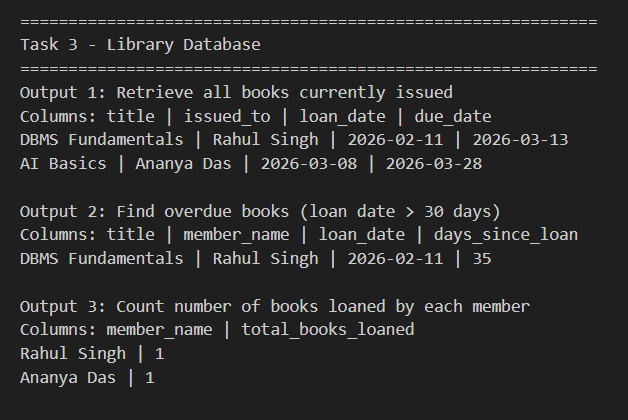 ============================================================
Task 3 - Library Database
============================================================
Output 1: Retrieve all books currently issued
Columns: title | issued_to | loan_date | due_date
DBMS Fundamentals | Rahul Singh | 2026-02-11 | 2026-03-13
AI Basics | Ananya Das | 2026-03-08 | 2026-03-28

Output 2: Find overdue books (loan date > 30 days)
Columns: title | member_name | loan_date | days_since_loan
DBMS Fundamentals | Rahul Singh | 2026-02-11 | 35

Output 3: Count number of books loaned by each member
Columns: member_name | total_books_loaned
Rahul Singh | 1
Ananya Das | 1